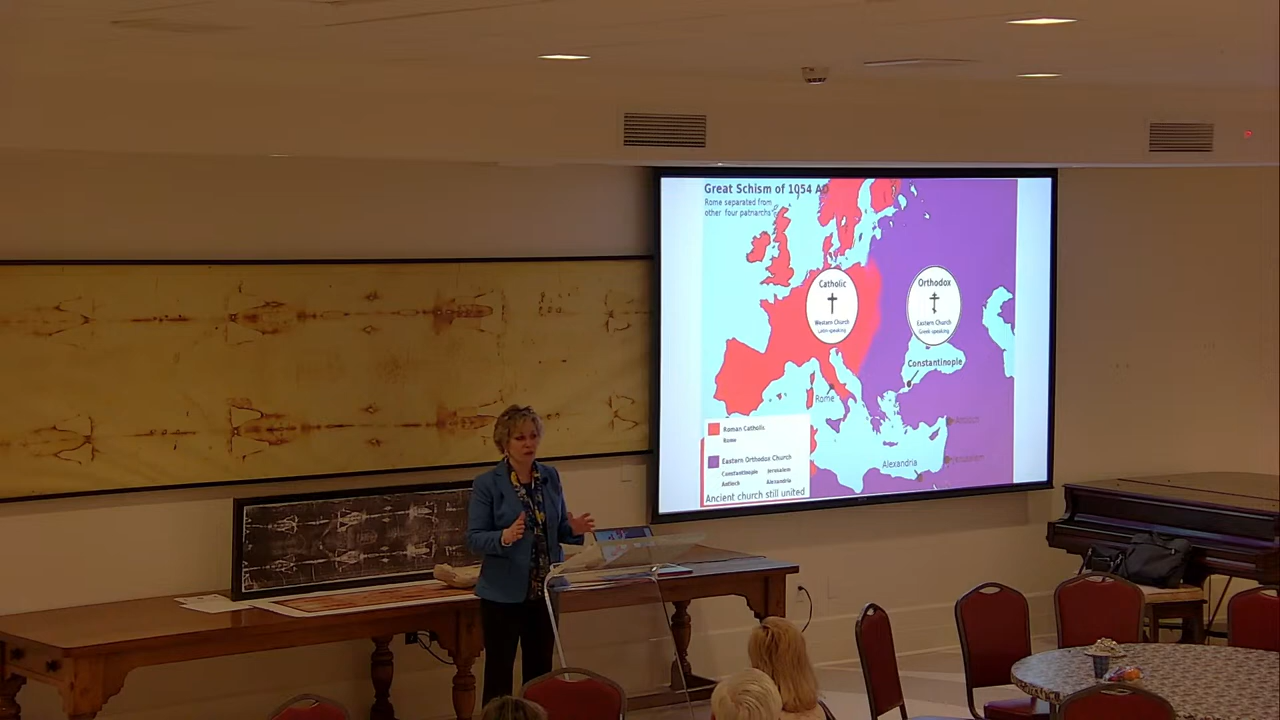 Great Schism of 1054 AD
Rome separated from
other four patriarchs
Catholic
Western Church
Latin-speaking
Orthodox
Eastern Church
Greek-speaking
Constantinople
Rome
Antioch
Jerusalem
Alexandria
Roman Catholic
Rome
Eastern Orthodox Church
Constantinople Jerusalem
Antioch Alexandria
Ancient church still united